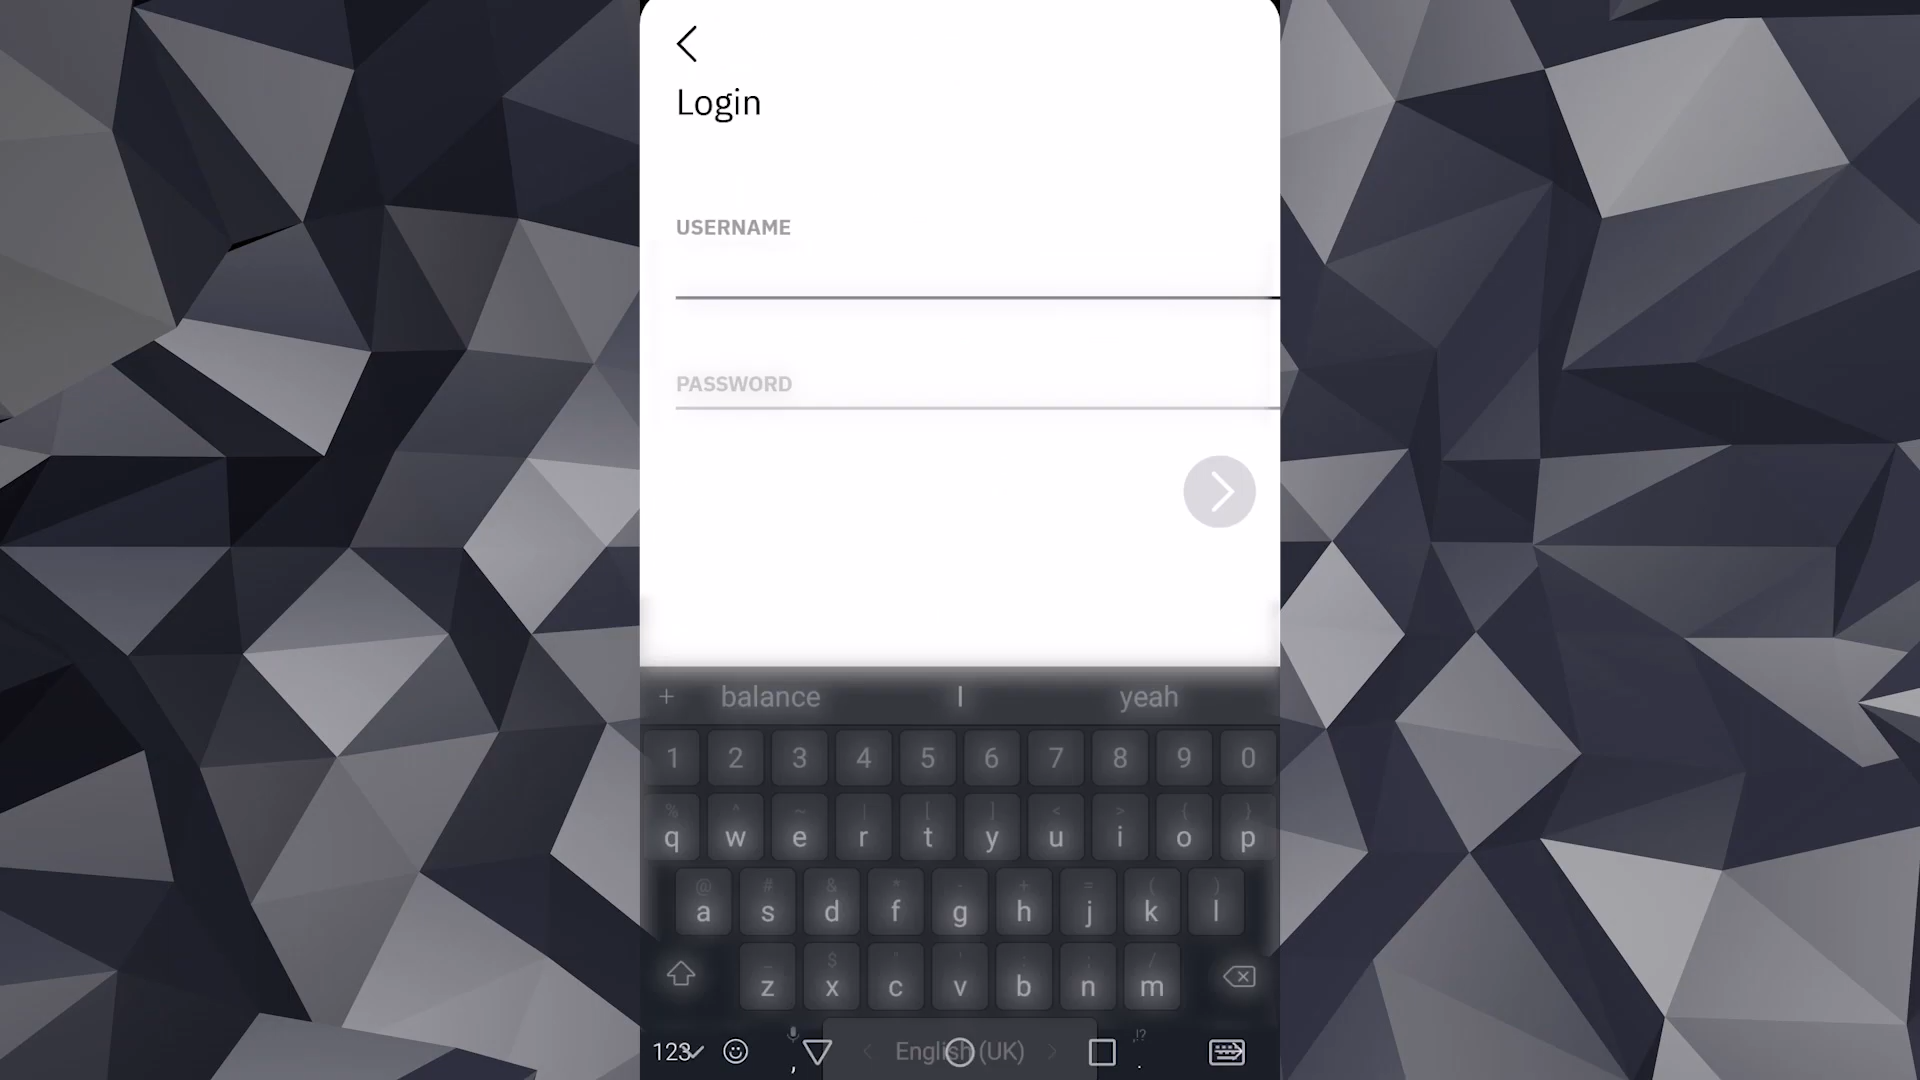 Login
USERNAME
PASSWORD
+ balance I yeah
1 2 3 4 5 6 7 8 9 0
% ^ ~ | [ ] < > { }
q w e r t y u i o p
@ # & * - + = ( )
a s d f g h j k l
z x c v b n m
123 , English (UK) !? .